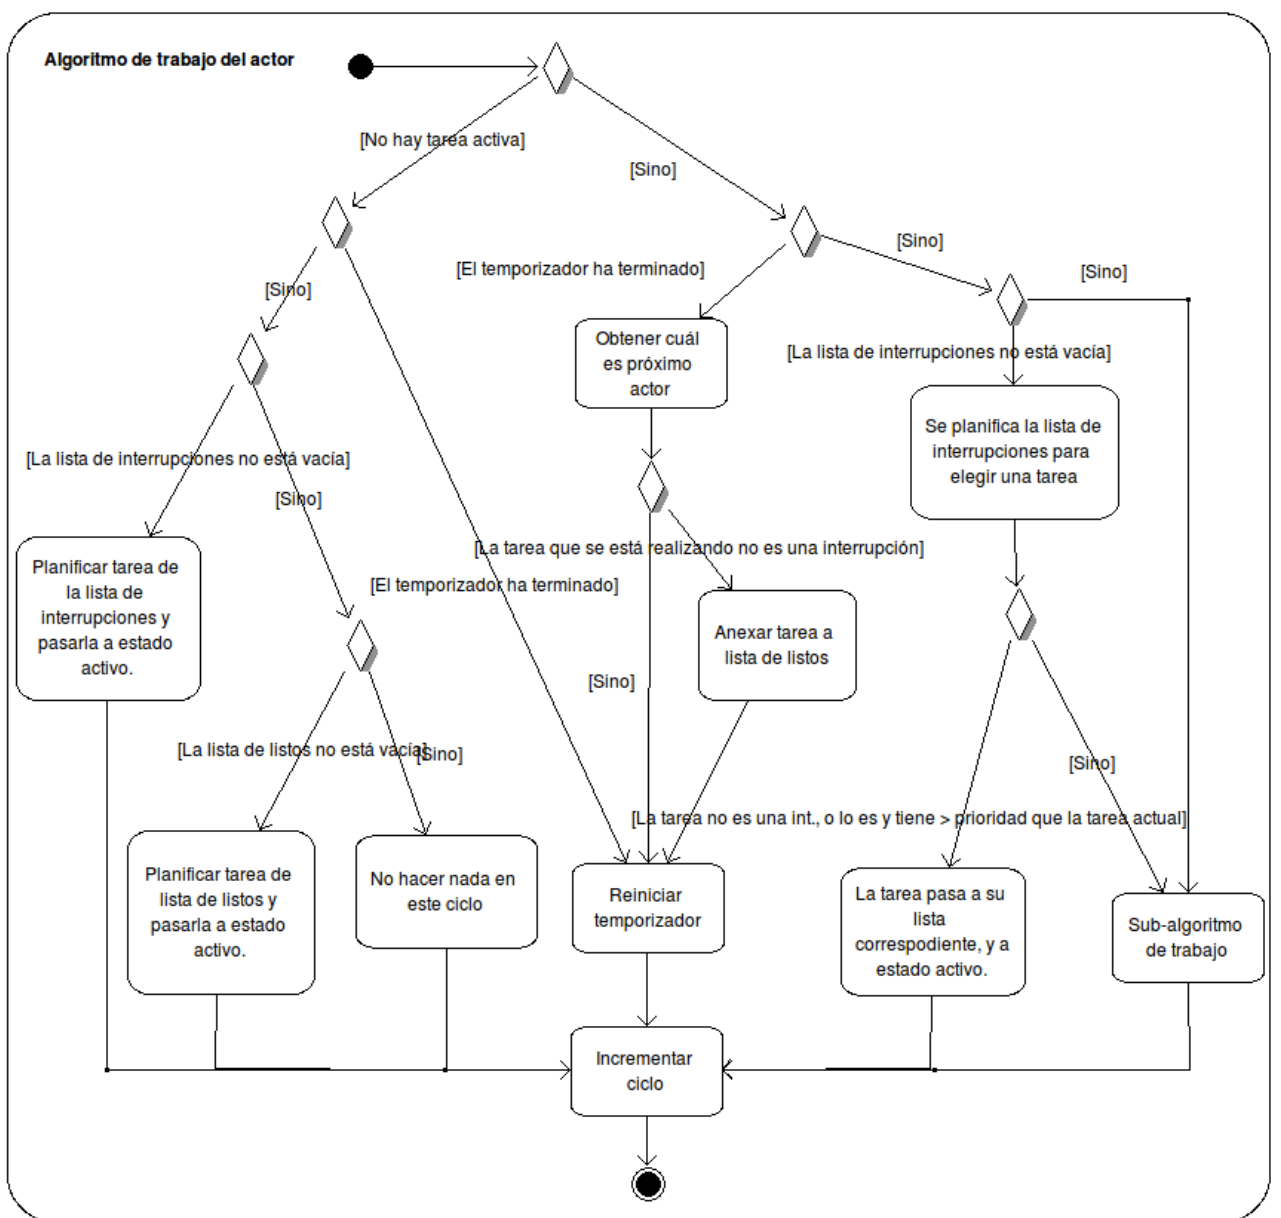 Algoritmo de trabajo del actor
[No hay tarea activa]
[Sino]
[Sino]
[El temporizador ha terminado]
[Sino]
[Sino]
Obtener cuál
es próximo
actor
[La lista de interrupciones no está vacía]
Se planifica la lista de
interrupciones para
elegir una tarea
[La lista de interrupciones no está vacía]
[Sino]
[La tarea que se está realizando no es una interrupción]
Planificar tarea de
la lista de
interrupciones y
pasarla a estado
activo.
[El temporizador ha terminado]
Anexar tarea a
lista de listos
[Sino]
[La lista de listos no está vacía]
[Sino]
[Sino]
[La tarea no es una int., o lo es y tiene > prioridad que la tarea actual]
Planificar tarea de
lista de listos y
pasarla a estado
activo.
No hacer nada en
este ciclo
Reiniciar
temporizador
La tarea pasa a su
lista
correspodiente, y a
estado activo.
Sub-algoritmo
de trabajo
Incrementar
ciclo